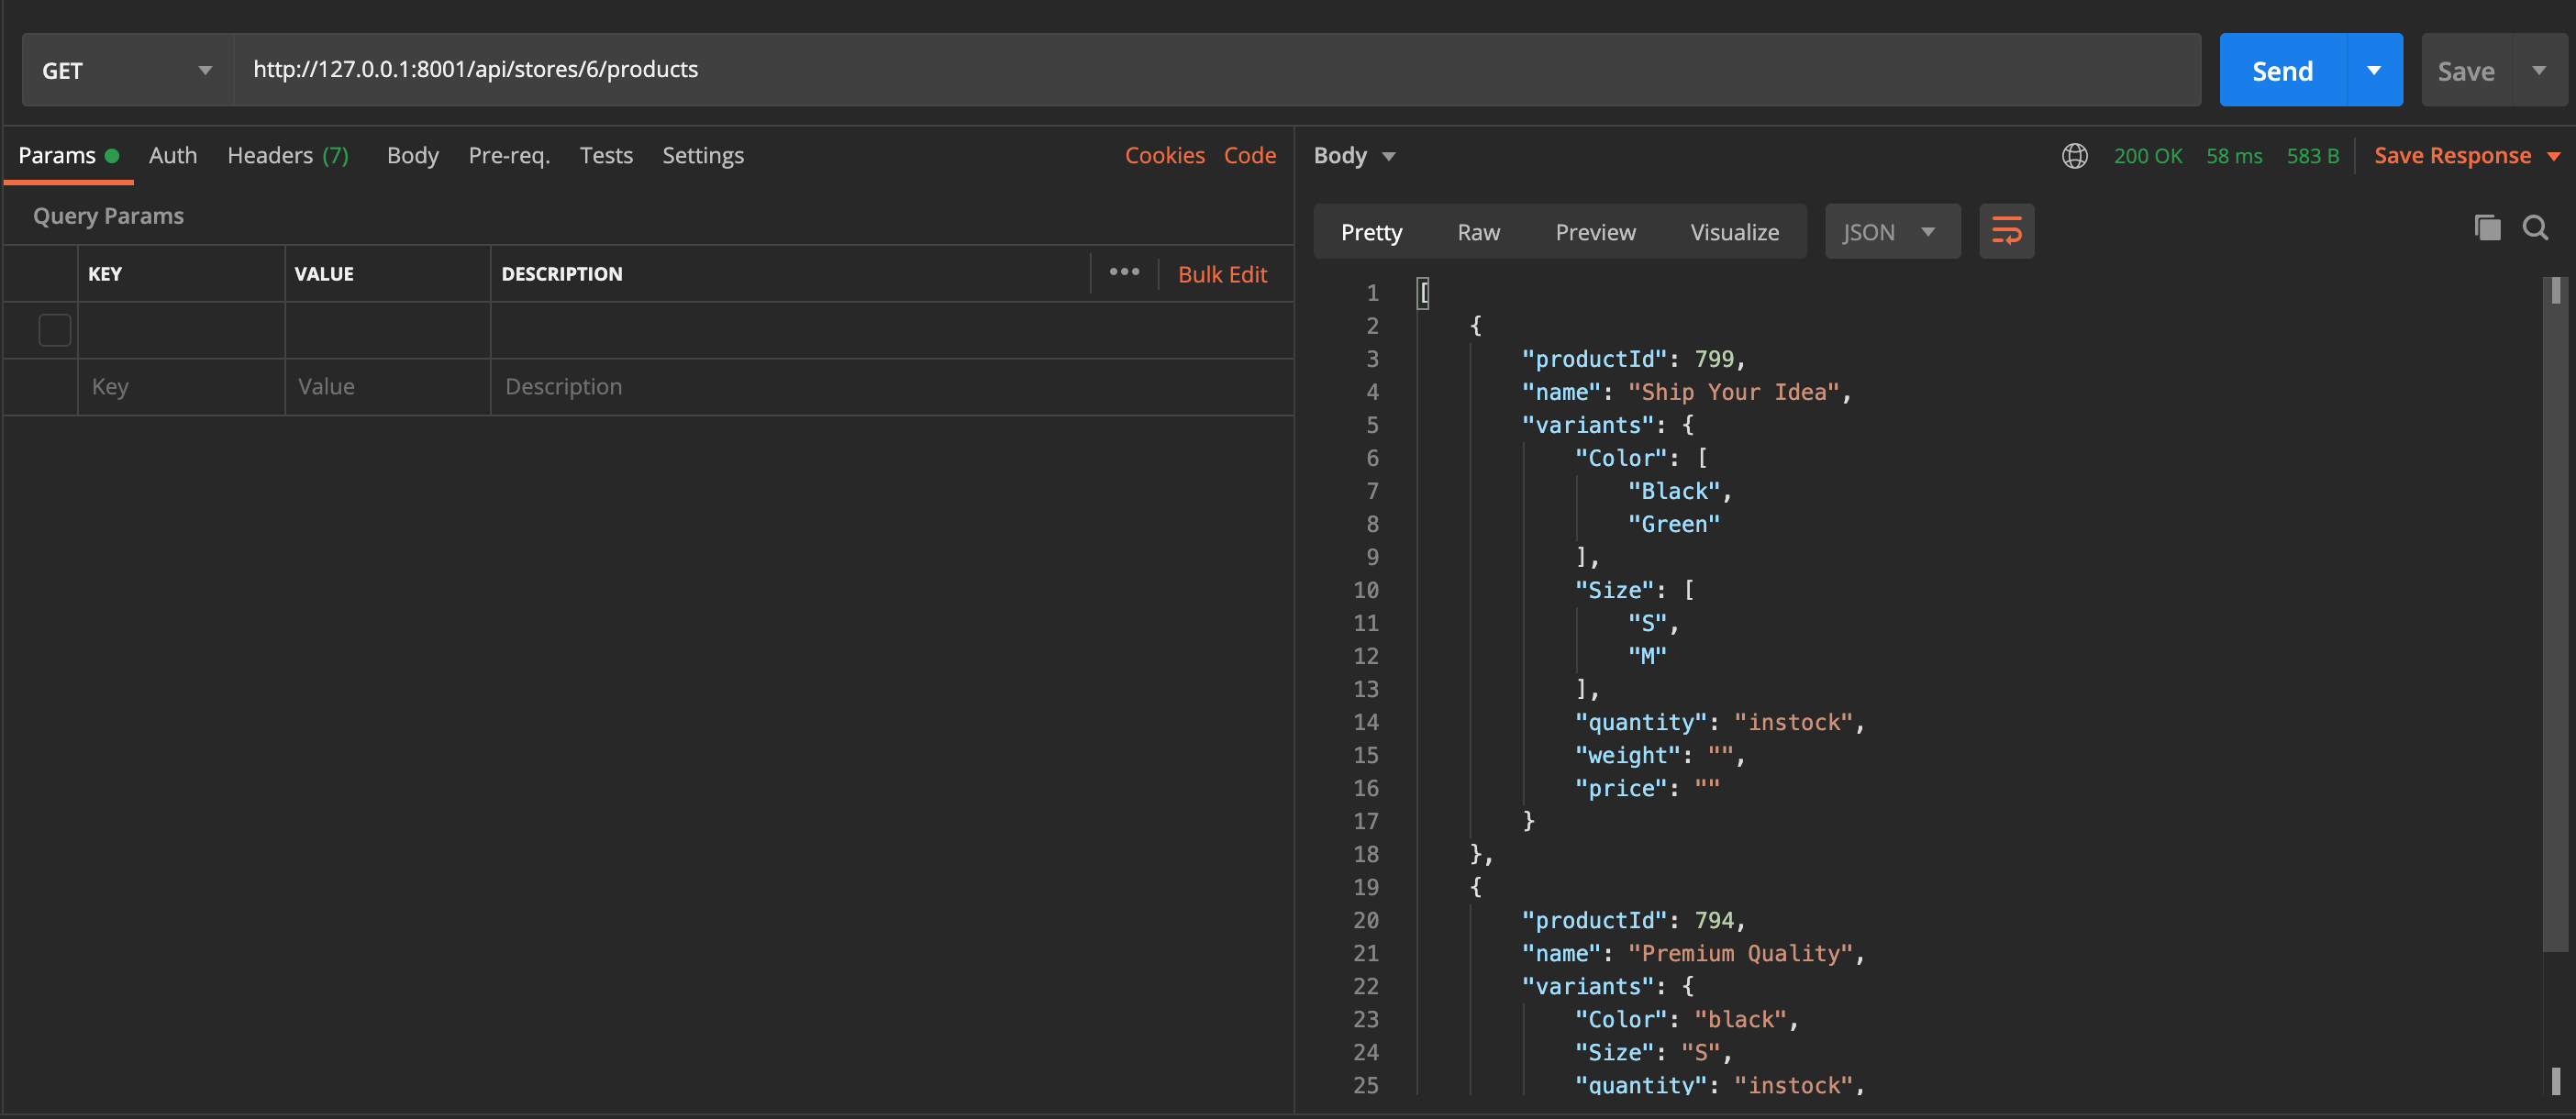 GET http://127.0.0.1:8001/api/stores/6/products Send Save
Params Auth Headers (7) Body Pre-req. Tests Settings Cookies Code
Query Params
KEY VALUE DESCRIPTION ••• Bulk Edit
Key Value Description
Body 200 OK 58 ms 583 B Save Response
Pretty Raw Preview Visualize JSON
1 [
2 {
3 "productId": 799,
4 "name": "Ship Your Idea",
5 "variants": {
6 "Color": [
7 "Black",
8 "Green"
9 ],
10 "Size": [
11 "S",
12 "M"
13 ],
14 "quantity": "instock",
15 "weight": "",
16 "price": ""
17 }
18 },
19 {
20 "productId": 794,
21 "name": "Premium Quality",
22 "variants": {
23 "Color": "black",
24 "Size": "S",
25 "quantity": "instock",